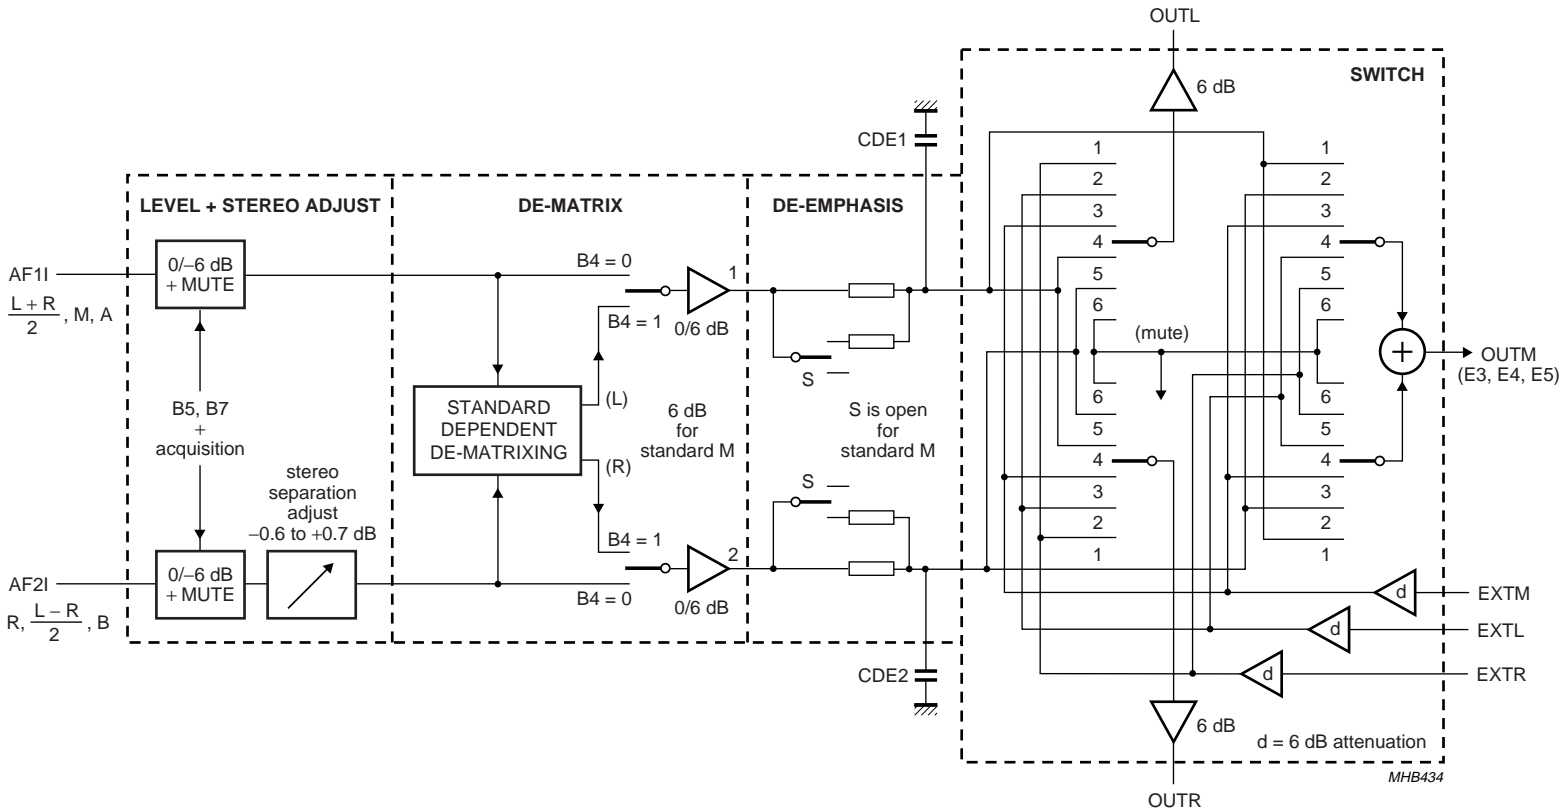 OUTL
SWITCH
6 dB
CDE1
LEVEL + STEREO ADJUST
DE-MATRIX
DE-EMPHASIS
AF1I
L + R
2
, M, A
0/−6 dB
+ MUTE
B4 = 0
B4 = 1
1
0/6 dB
S
B5, B7
+
acquisition
STANDARD
DEPENDENT
DE-MATRIXING
(L)
(R)
6 dB
for
standard M
S is open
for
standard M
stereo
separation
adjust
−0.6 to +0.7 dB
S
AF2I
R,
L – R
2
, B
0/−6 dB
+ MUTE
B4 = 1
B4 = 0
2
0/6 dB
CDE2
1
2
3
4
5
6
(mute)
6
5
4
3
2
1
1
2
3
4
5
6
6
5
4
3
2
1
+
OUTM
(E3, E4, E5)
d
EXTM
d
EXTL
d
EXTR
6 dB
d = 6 dB attenuation
MHB434
OUTR